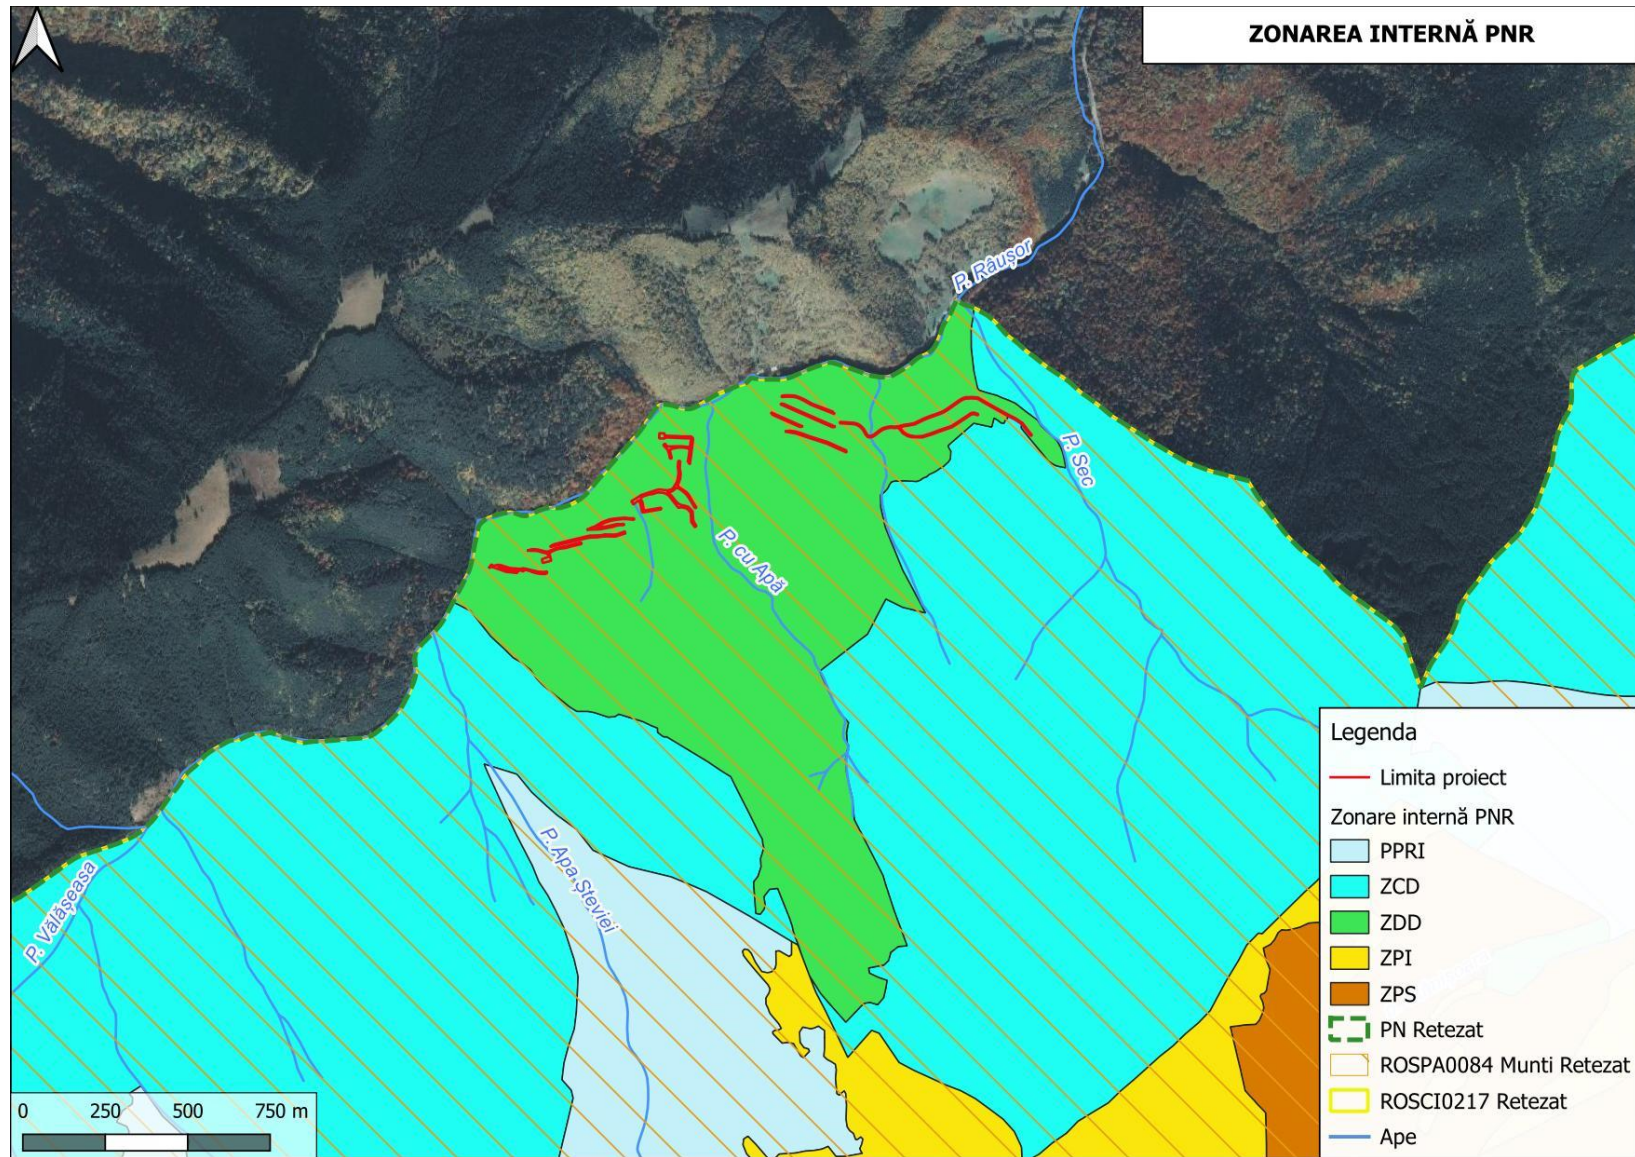 ZONAREA INTERNĂ PNR
P. Râușor
P. Sec
P. cu Apă
P. Apa Șteviei
P. Vălășeasa
Legenda
Limita proiect
Zonare internă PNR
PPRI
ZCD
ZDD
ZPI
ZPS
PN Retezat
ROSPA0084 Munti Retezat
ROSCI0217 Retezat
Ape
0 250 500 750 m